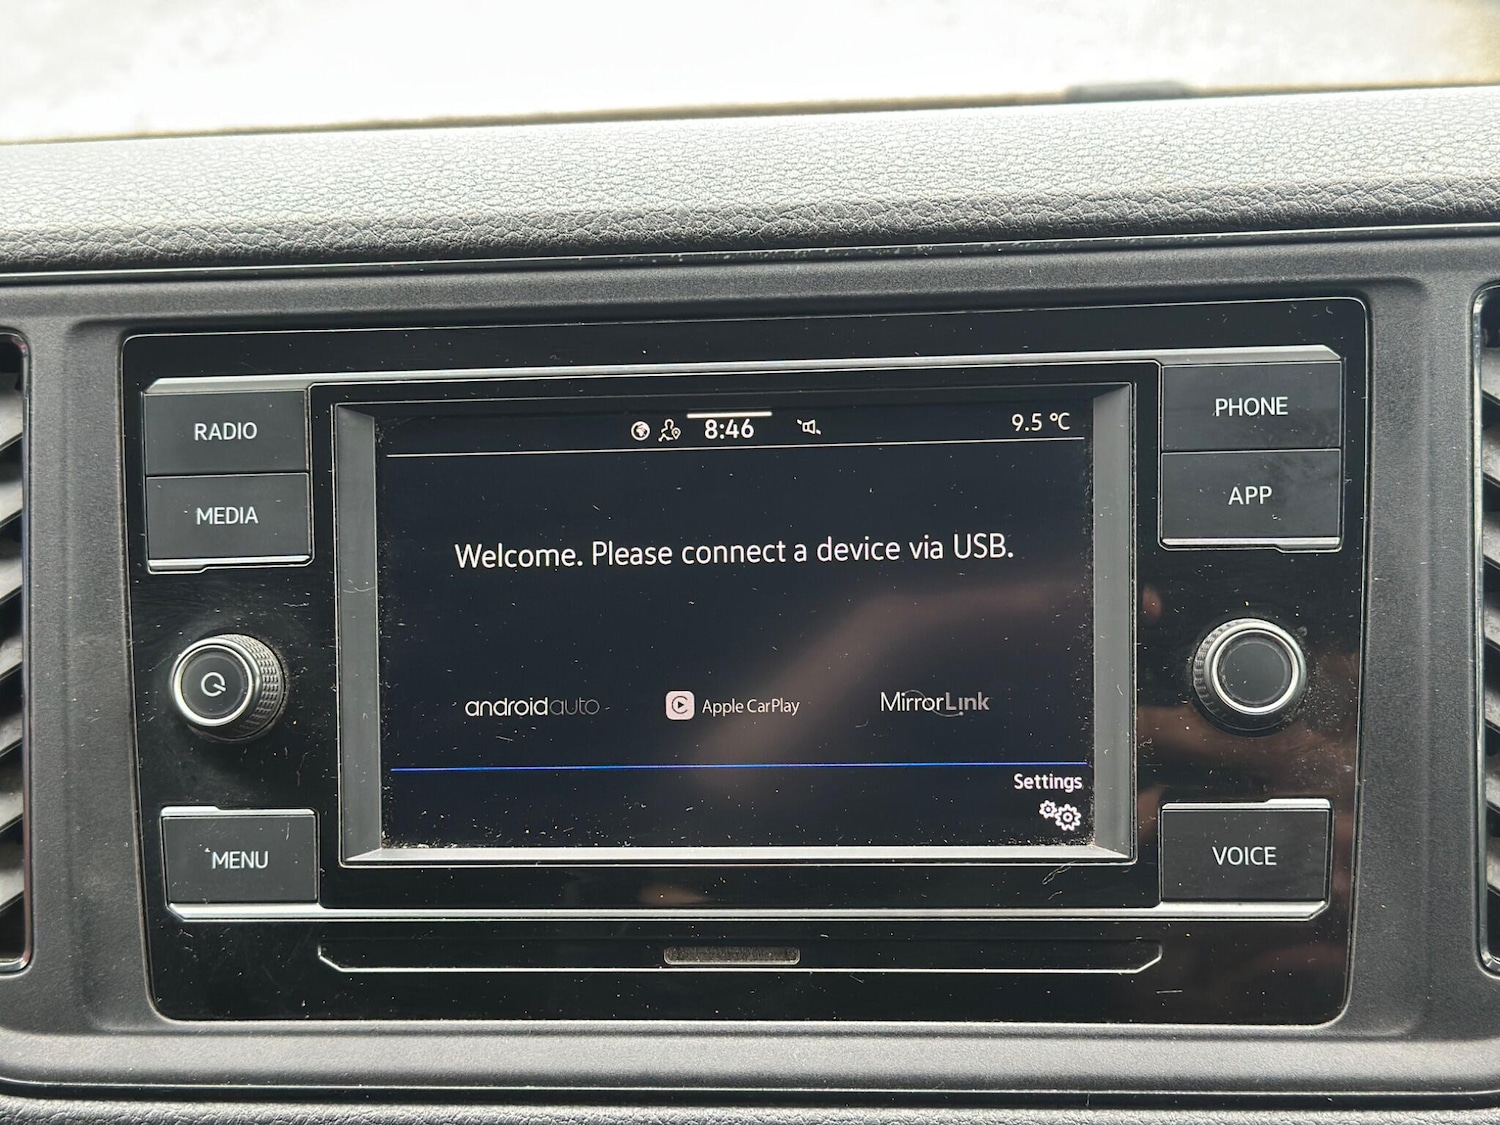 RADIO
MEDIA
8:46
9.5 °C
PHONE
APP
Welcome. Please connect a device via USB.
androidauto
Apple CarPlay
MirrorLink
Settings
MENU
VOICE